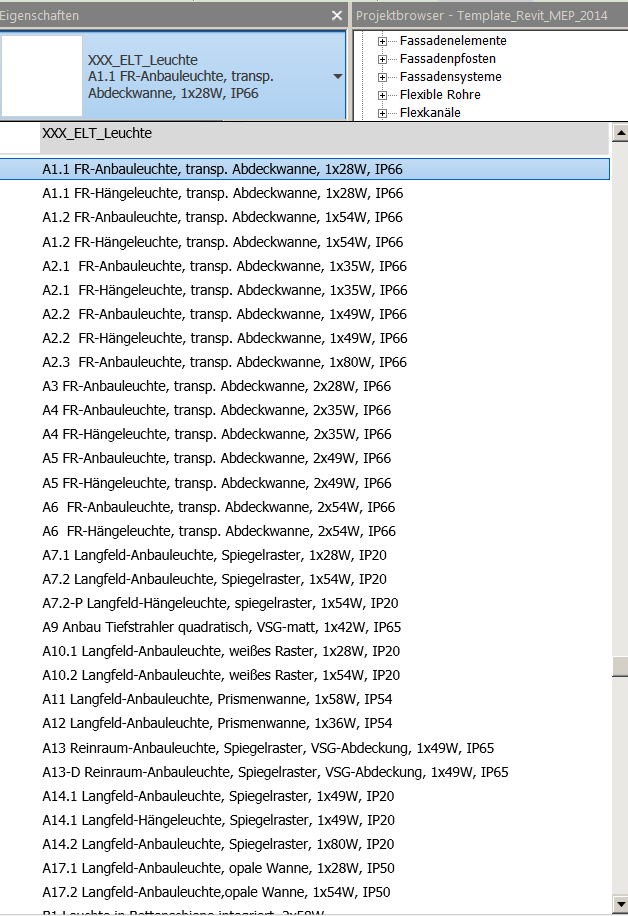 Eigenschaften
Projektbrowser - Template_Revit_MEP_2014
XXX_ELT_Leuchte
A1.1 FR-Anbauleuchte, transp.
Abdeckwanne, 1x28W, IP66
Fassadenelemente
Fassadenpfosten
Fassadensysteme
Flexible Rohre
Flexkanäle
XXX_ELT_Leuchte
A1.1 FR-Anbauleuchte, transp. Abdeckwanne, 1x28W, IP66
A1.1 FR-Hängeleuchte, transp. Abdeckwanne, 1x28W, IP66
A1.2 FR-Anbauleuchte, transp. Abdeckwanne, 1x54W, IP66
A1.2 FR-Hängeleuchte, transp. Abdeckwanne, 1x54W, IP66
A2.1  FR-Anbauleuchte, transp. Abdeckwanne, 1x35W, IP66
A2.1  FR-Hängeleuchte, transp. Abdeckwanne, 1x35W, IP66
A2.2  FR-Anbauleuchte, transp. Abdeckwanne, 1x49W, IP66
A2.2  FR-Hängeleuchte, transp. Abdeckwanne, 1x49W, IP66
A2.3  FR-Anbauleuchte, transp. Abdeckwanne, 1x80W, IP66
A3 FR-Anbauleuchte, transp. Abdeckwanne, 2x28W, IP66
A4 FR-Anbauleuchte, transp. Abdeckwanne, 2x35W, IP66
A4 FR-Hängeleuchte, transp. Abdeckwanne, 2x35W, IP66
A5 FR-Anbauleuchte, transp. Abdeckwanne, 2x49W, IP66
A5 FR-Hängeleuchte, transp. Abdeckwanne, 2x49W, IP66
A6  FR-Anbauleuchte, transp. Abdeckwanne, 2x54W, IP66
A6  FR-Hängeleuchte, transp. Abdeckwanne, 2x54W, IP66
A7.1 Langfeld-Anbauleuchte, Spiegelraster, 1x28W, IP20
A7.2 Langfeld-Anbauleuchte, Spiegelraster, 1x54W, IP20
A7.2-P Langfeld-Hängeleuchte, spiegelraster, 1x54W, IP20
A9 Anbau Tiefstrahler quadratisch, VSG-matt, 1x42W, IP65
A10.1 Langfeld-Anbauleuchte, weißes Raster, 1x28W, IP20
A10.2 Langfeld-Anbauleuchte, weißes Raster, 1x54W, IP20
A11 Langfeld-Anbauleuchte, Prismenwanne, 1x58W, IP54
A12 Langfeld-Anbauleuchte, Prismenwanne, 1x36W, IP54
A13 Reinraum-Anbauleuchte, Spiegelraster, VSG-Abdeckung, 1x49W, IP65
A13-D Reinraum-Anbauleuchte, Spiegelraster, VSG-Abdeckung, 1x49W, IP65
A14.1 Langfeld-Anbauleuchte, Spiegelraster, 1x49W, IP20
A14.1 Langfeld-Hängeleuchte, Spiegelraster, 1x49W, IP20
A14.2 Langfeld-Anbauleuchte, Spiegelraster, 1x80W, IP20
A17.1 Langfeld-Anbauleuchte, opale Wanne, 1x28W, IP50
A17.2 Langfeld-Anbauleuchte,opale Wanne, 1x54W, IP50
B1 Leuchte in Bettenschiene integriert, 2x58W